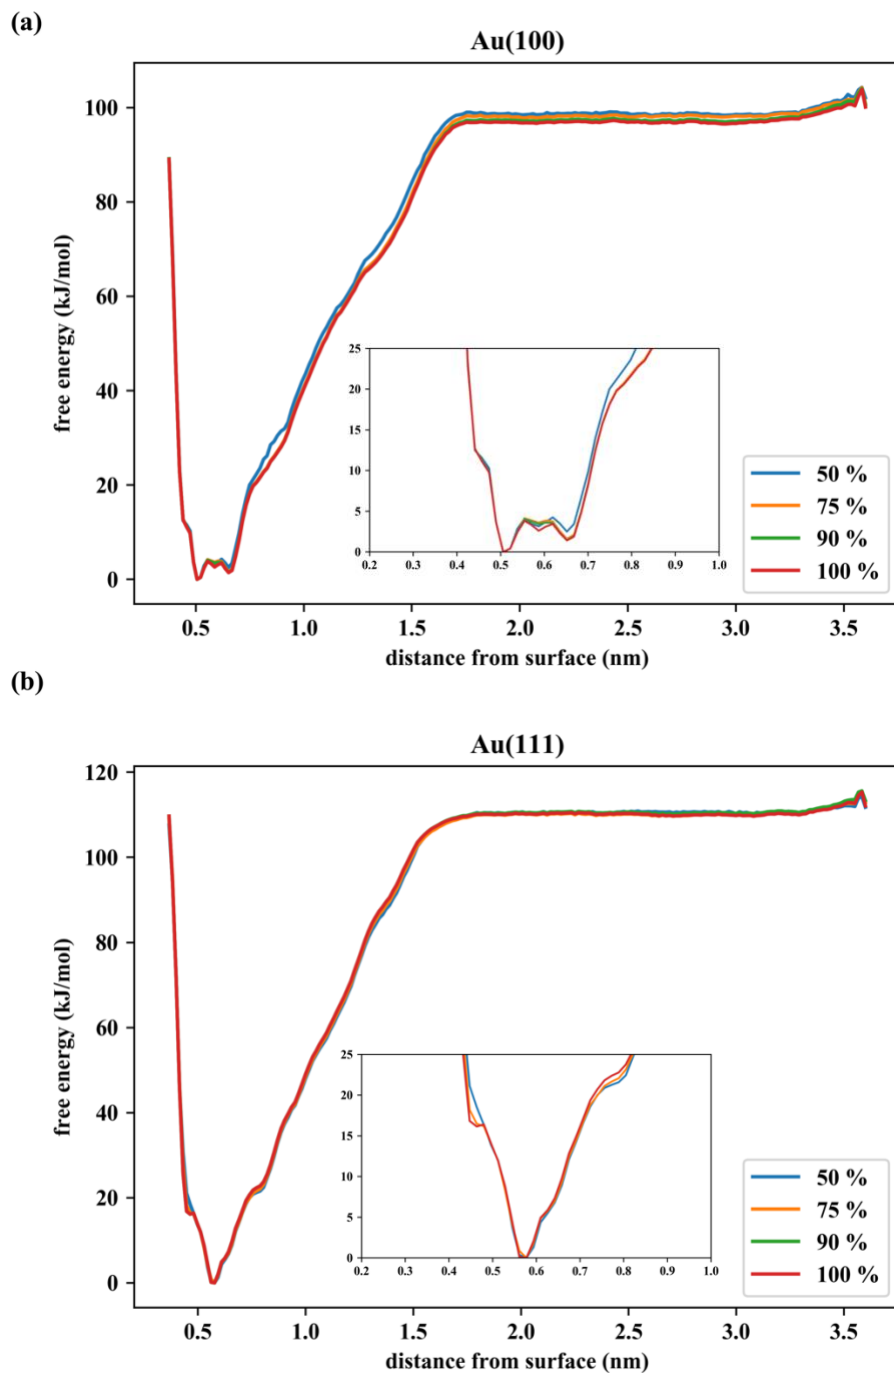 (a)
Au(100)
free energy (kJ/mol)
100
80
60
40
20
0
25
20
15
10
5
0
0.2 0.3 0.4 0.5 0.6 0.7 0.8 0.9 1.0
50 %
75 %
90 %
100 %
0.5 1.0 1.5 2.0 2.5 3.0 3.5
distance from surface (nm)
(b)
Au(111)
free energy (kJ/mol)
120
100
80
60
40
20
0
25
20
15
10
5
0
0.2 0.3 0.4 0.5 0.6 0.7 0.8 0.9 1.0
50 %
75 %
90 %
100 %
0.5 1.0 1.5 2.0 2.5 3.0 3.5
distance from surface (nm)